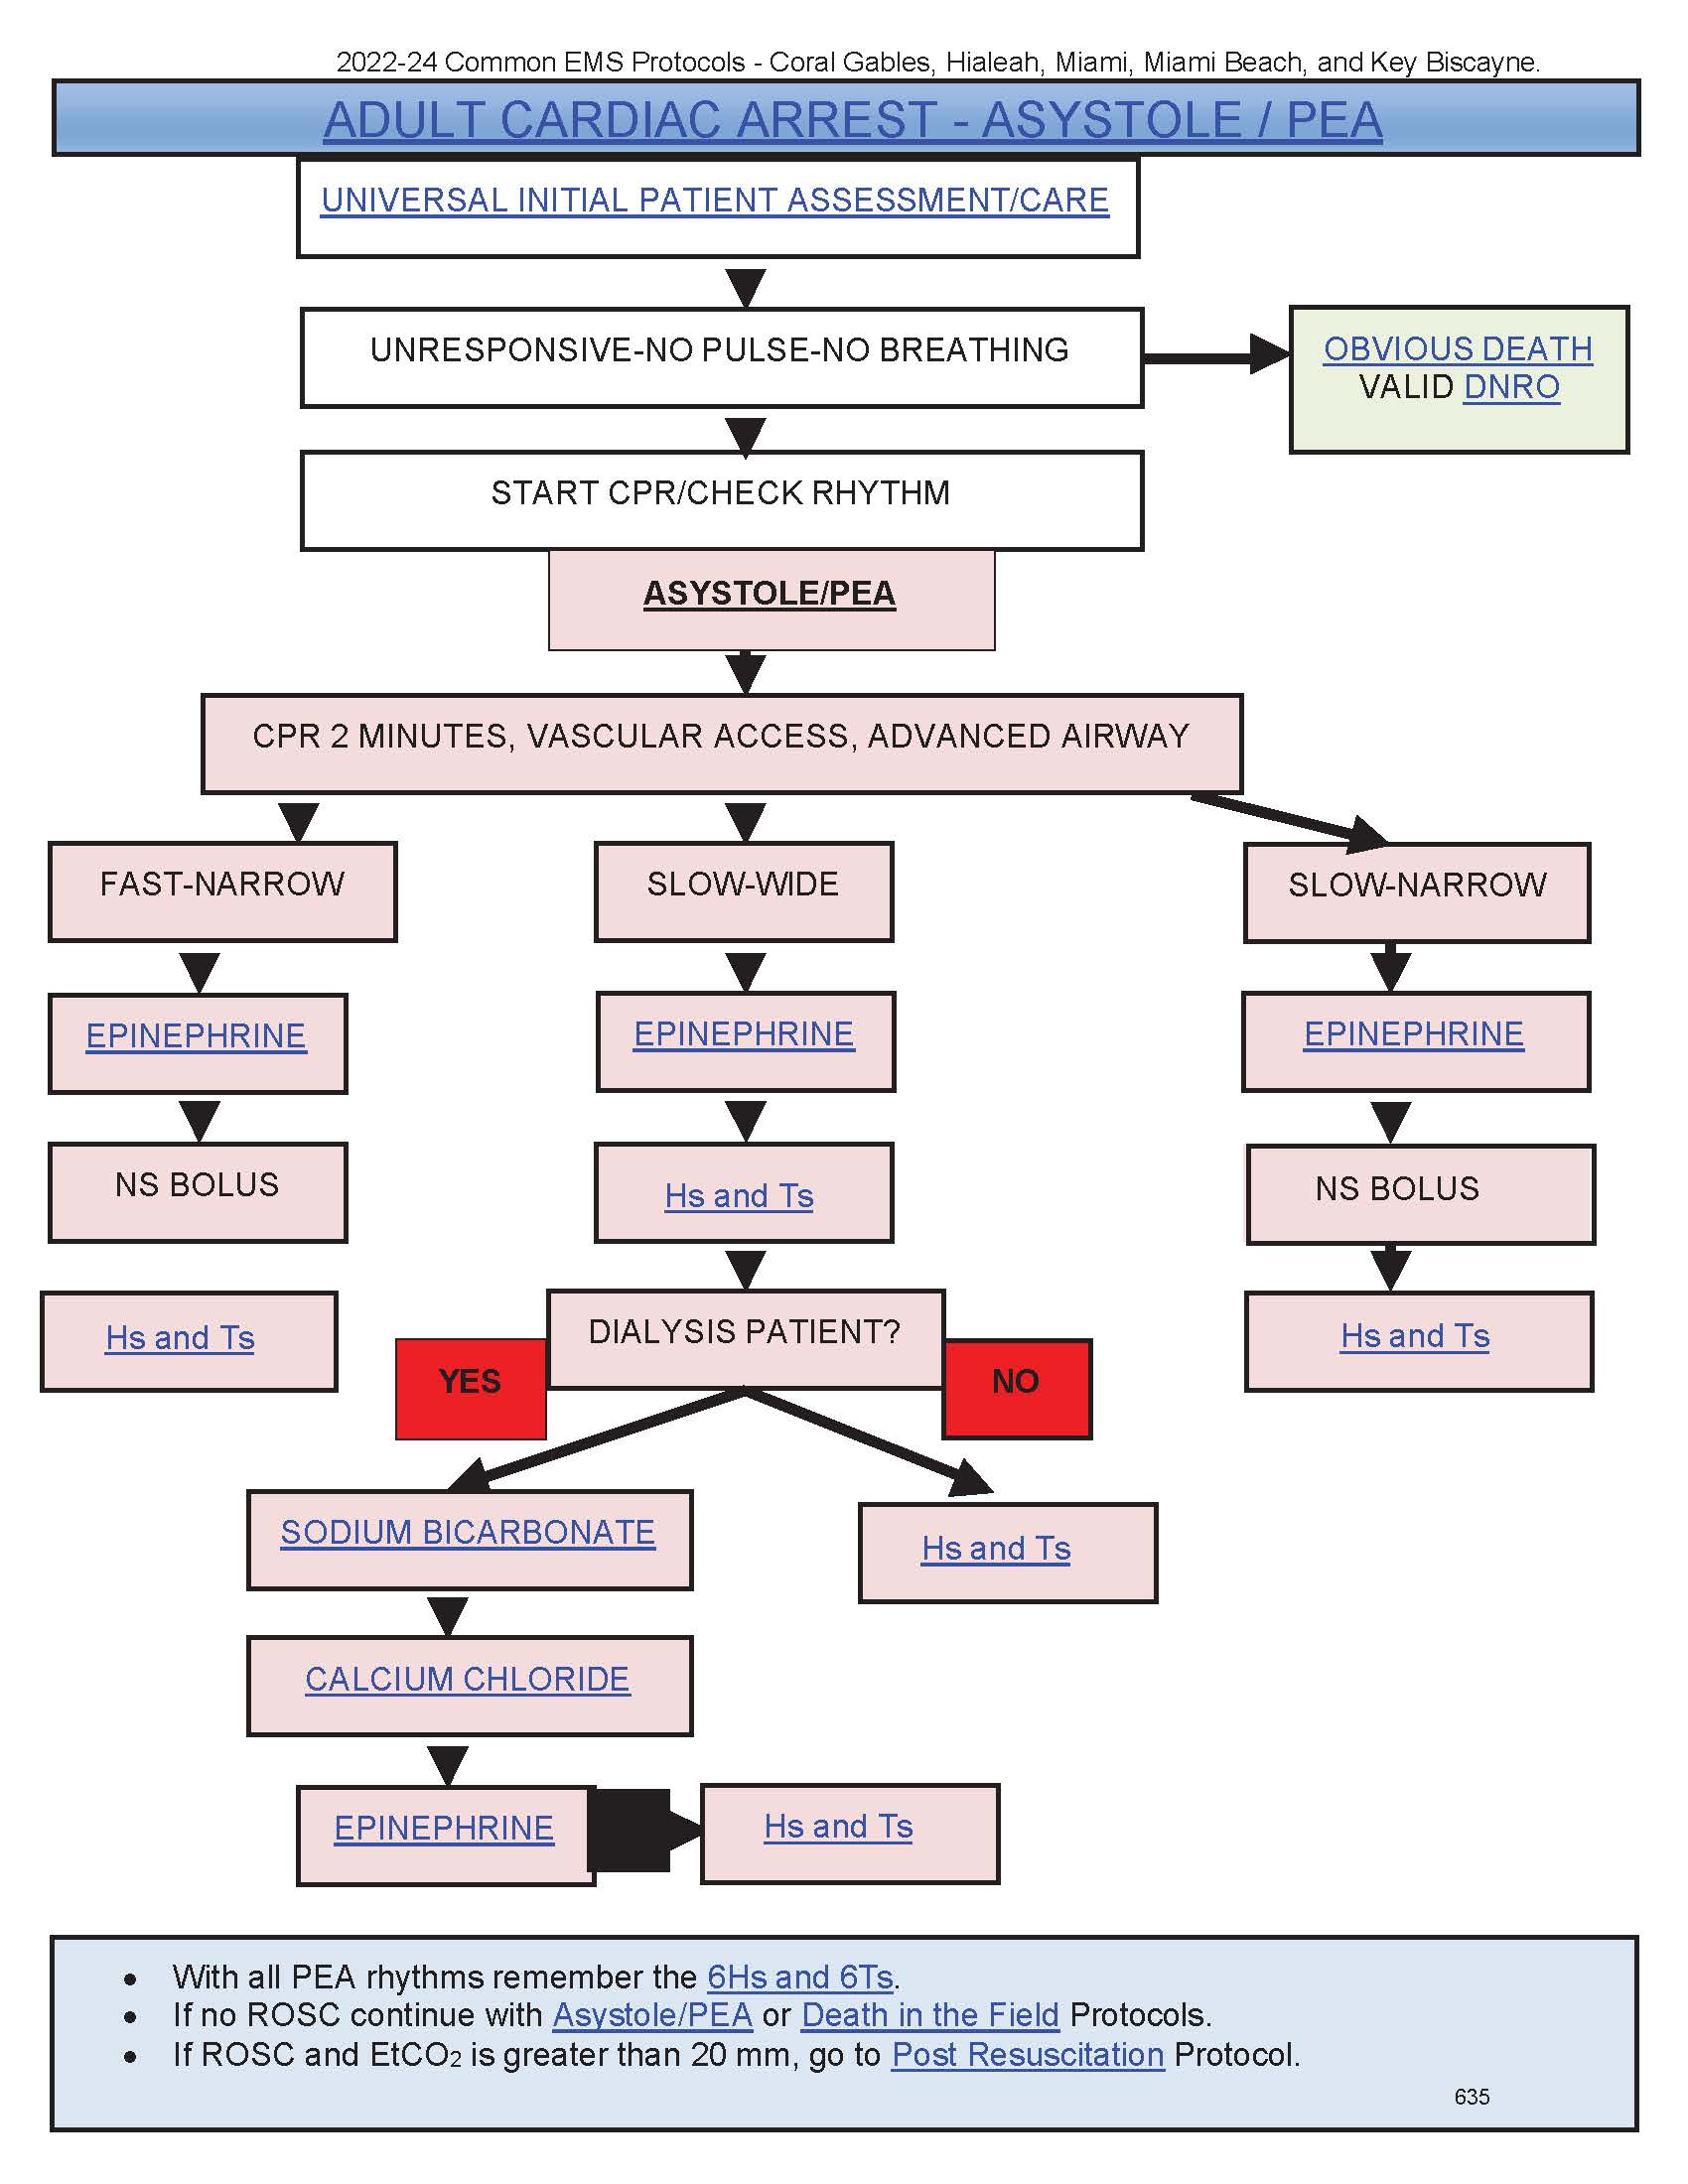 2022-24 Common EMS Protocols - Coral Gables, Hialeah, Miami, Miami Beach, and Key Biscayne.
ADULT CARDIAC ARREST - ASYSTOLE / PEA
UNIVERSAL INITIAL PATIENT ASSESSMENT/CARE
UNRESPONSIVE-NO PULSE-NO BREATHING
OBVIOUS DEATH
VALID DNRO
START CPR/CHECK RHYTHM
ASYSTOLE/PEA
CPR 2 MINUTES, VASCULAR ACCESS, ADVANCED AIRWAY
FAST-NARROW
SLOW-WIDE
SLOW-NARROW
EPINEPHRINE
EPINEPHRINE
EPINEPHRINE
NS BOLUS
Hs and Ts
NS BOLUS
Hs and Ts
DIALYSIS PATIENT?
Hs and Ts
YES
NO
SODIUM BICARBONATE
Hs and Ts
CALCIUM CHLORIDE
EPINEPHRINE
Hs and Ts
• With all PEA rhythms remember the 6Hs and 6Ts.
• If no ROSC continue with Asystole/PEA or Death in the Field Protocols.
• If ROSC and EtCO2 is greater than 20 mm, go to Post Resuscitation Protocol.
635